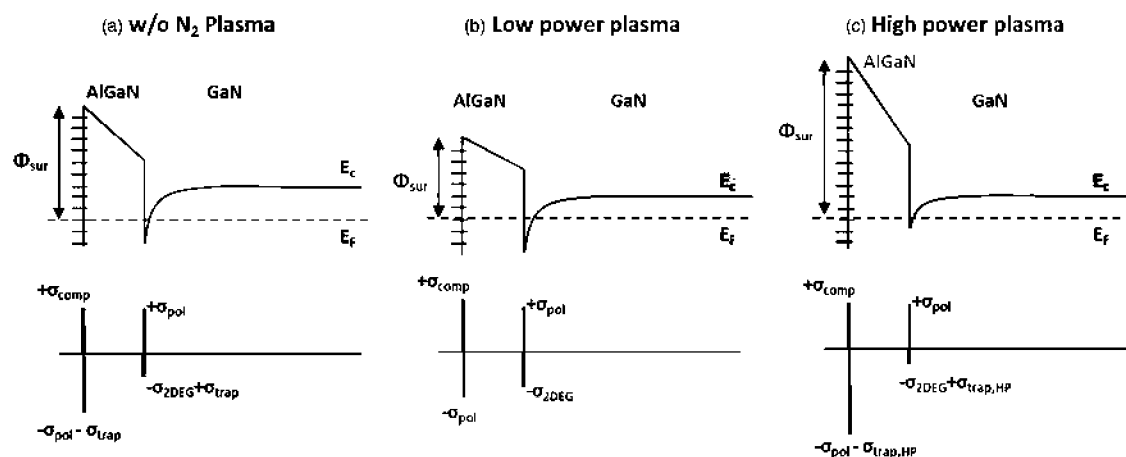 (a) w/o N₂ Plasma
AlGaN GaN
Φsur
Ec
EF
+σcomp
+σpol
-σ2DEG+σtrap
-σpol - σtrap
(b) Low power plasma
AlGaN GaN
Φsur
Ec
EF
+σcomp
+σpol
-σ2DEG
-σpol
(c) High power plasma
AlGaN
GaN
Φsur
Ec
EF
+σcomp
+σpol
-σ2DEG+σtrap,HP
-σpol - σtrap,HP